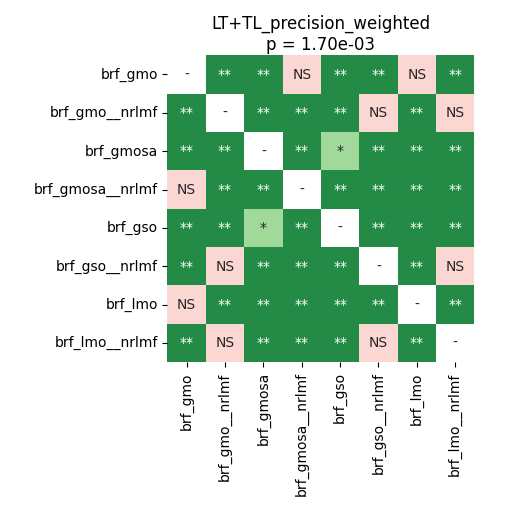 LT+TL_precision_weighted
p = 1.70e-03
brf_gmo - ** ** NS ** ** NS **
brf_gmo__nrlmf ** - ** ** ** NS ** NS
brf_gmosa ** ** - ** * ** ** **
brf_gmosa__nrlmf NS ** ** - ** ** ** **
brf_gso ** ** * ** - ** ** **
brf_gso__nrlmf ** NS ** ** ** - ** NS
brf_lmo NS ** ** ** ** ** - **
brf_lmo__nrlmf ** NS ** ** ** NS ** -
brf_gmo
brf_gmo__nrlmf
brf_gmosa
brf_gmosa__nrlmf
brf_gso
brf_gso__nrlmf
brf_lmo
brf_lmo__nrlmf